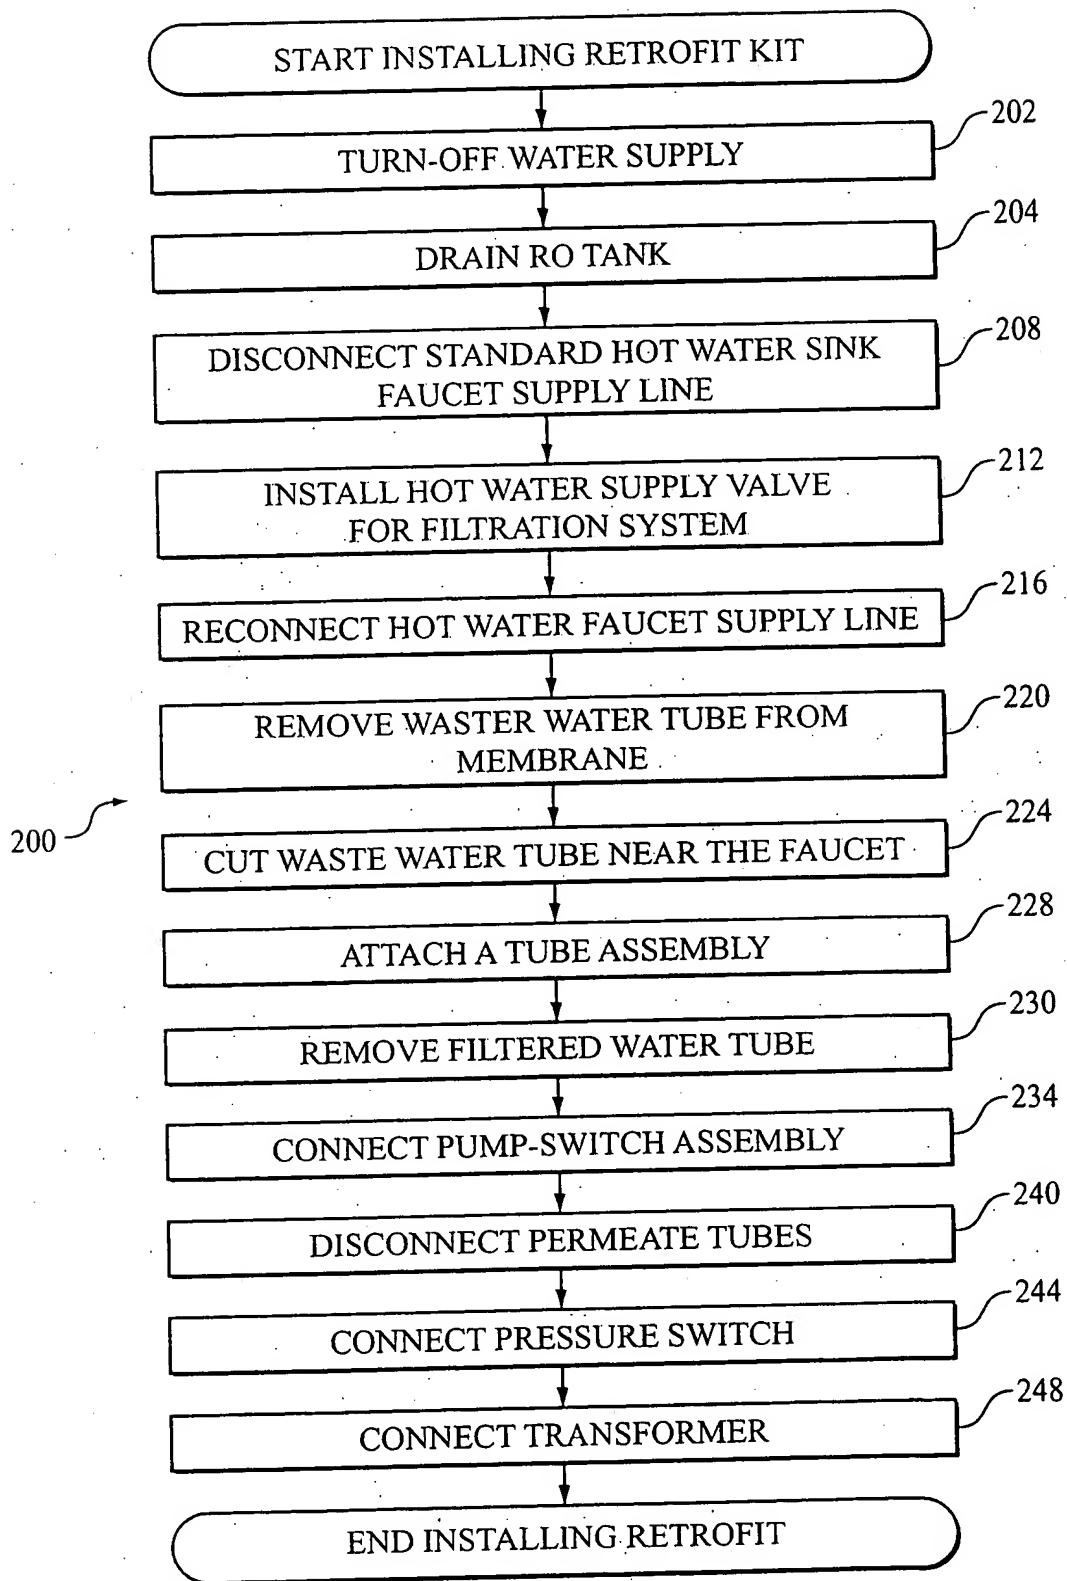 START INSTALLING RETROFIT KIT
202
TURN-OFF WATER SUPPLY
204
DRAIN RO TANK
208
DISCONNECT STANDARD HOT WATER SINK
FAUCET SUPPLY LINE
212
INSTALL HOT WATER SUPPLY VALVE
FOR FILTRATION SYSTEM
216
RECONNECT HOT WATER FAUCET SUPPLY LINE
220
REMOVE WASTER WATER TUBE FROM
MEMBRANE
200
224
CUT WASTE WATER TUBE NEAR THE FAUCET
228
ATTACH A TUBE ASSEMBLY
230
REMOVE FILTERED WATER TUBE
234
CONNECT PUMP-SWITCH ASSEMBLY
240
DISCONNECT PERMEATE TUBES
244
CONNECT PRESSURE SWITCH
248
CONNECT TRANSFORMER
END INSTALLING RETROFIT